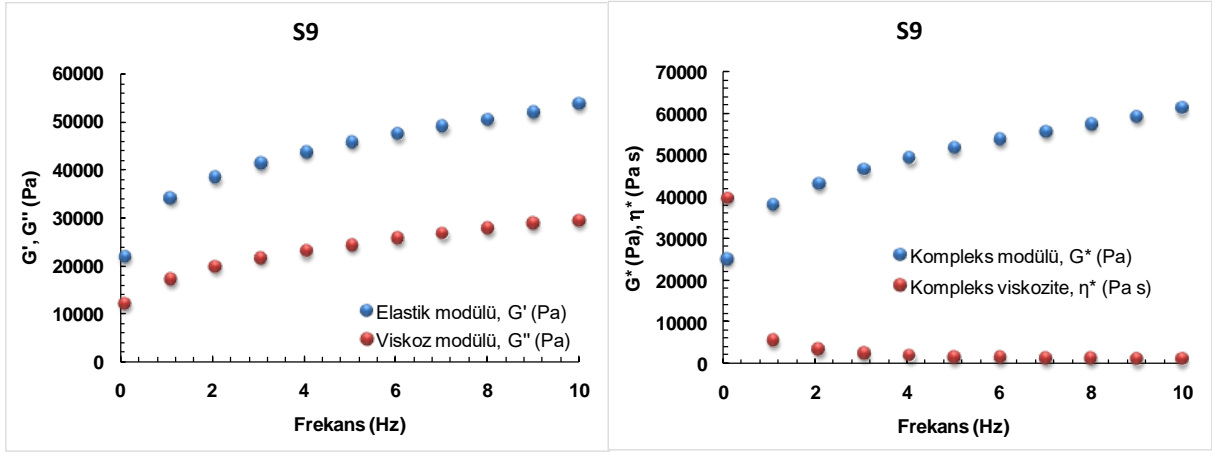 S9
60000
50000
40000
30000
20000
10000
0
G', G'' (Pa)
Elastik modülü, G' (Pa)
Viskoz modülü, G'' (Pa)
0 2 4 6 8 10
Frekans (Hz)
S9
70000
60000
50000
40000
30000
20000
10000
0
G* (Pa), η* (Pa s)
Kompleks modülü, G* (Pa)
Kompleks viskozite, η* (Pa s)
0 2 4 6 8 10
Frekans (Hz)